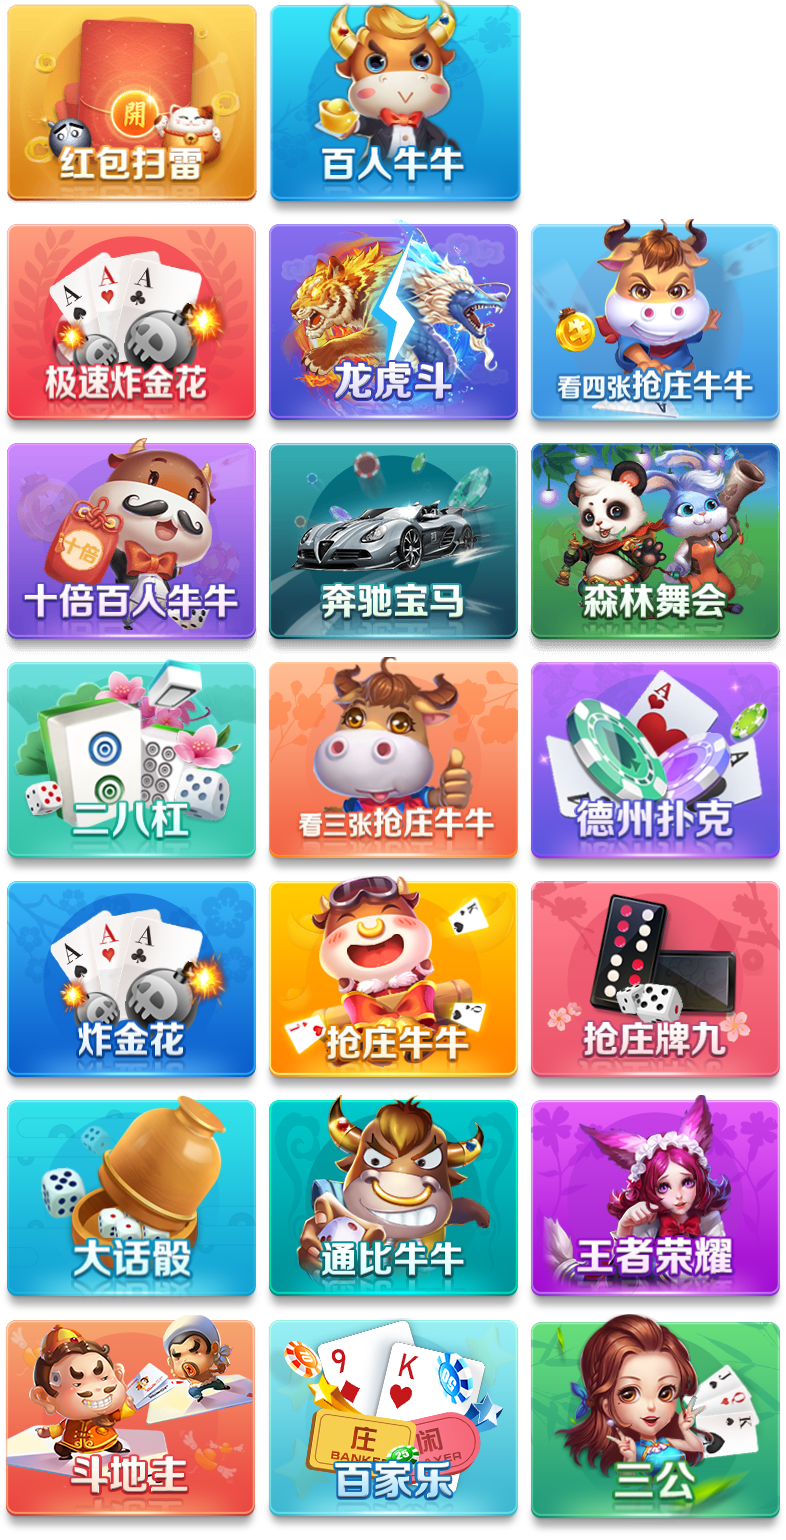 開
红包扫雷
百人牛牛
A A A
极速炸金花
龙虎斗
看四张抢庄牛牛
十倍
十倍百人牛牛
奔驰宝马
森林舞会
二八杠
看三张抢庄牛牛
A
A
德州扑克
A A A
炸金花
K
抢庄牛牛
抢庄牌九
大话骰
通比牛牛
王者荣耀
斗地主
9 K
庄 闲
BANKE AYER
百家乐
J Q K
三公